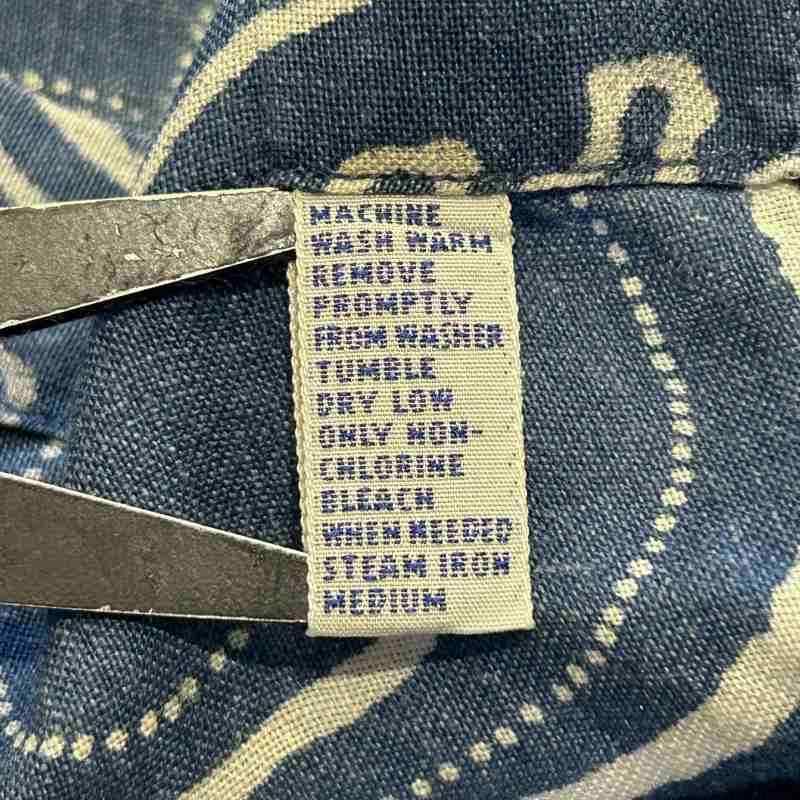 MACHINE
WASH WARM
REMOVE
PROMPTLY
FROM WASHER
TUMBLE
DRY LOW
ONLY NON-
CHLORINE
BLEACH
WHEN NEEDED
STEAM IRON
MEDIUM